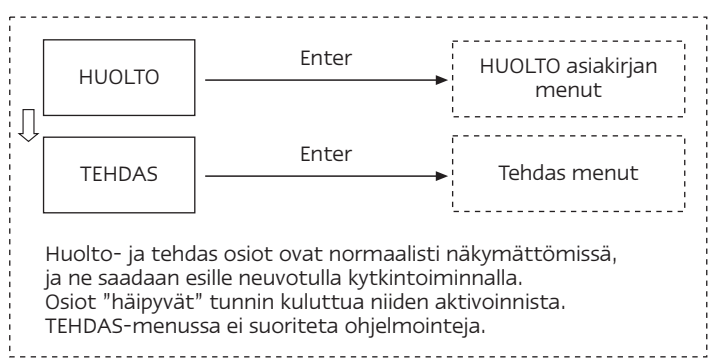 HUOLTO
Enter
HUOLTO asiakirjan
menut
TEHDAS
Enter
Tehdas menut
Huolto- ja tehdas osiot ovat normaalisti näkymättömissä,
ja ne saadaan esille neuvotulla kytkintoiminnalla.
Osiot "häipyvät" tunnin kuluttua niiden aktivoinnista.
TEHDAS-menussa ei suoriteta ohjelmointeja.